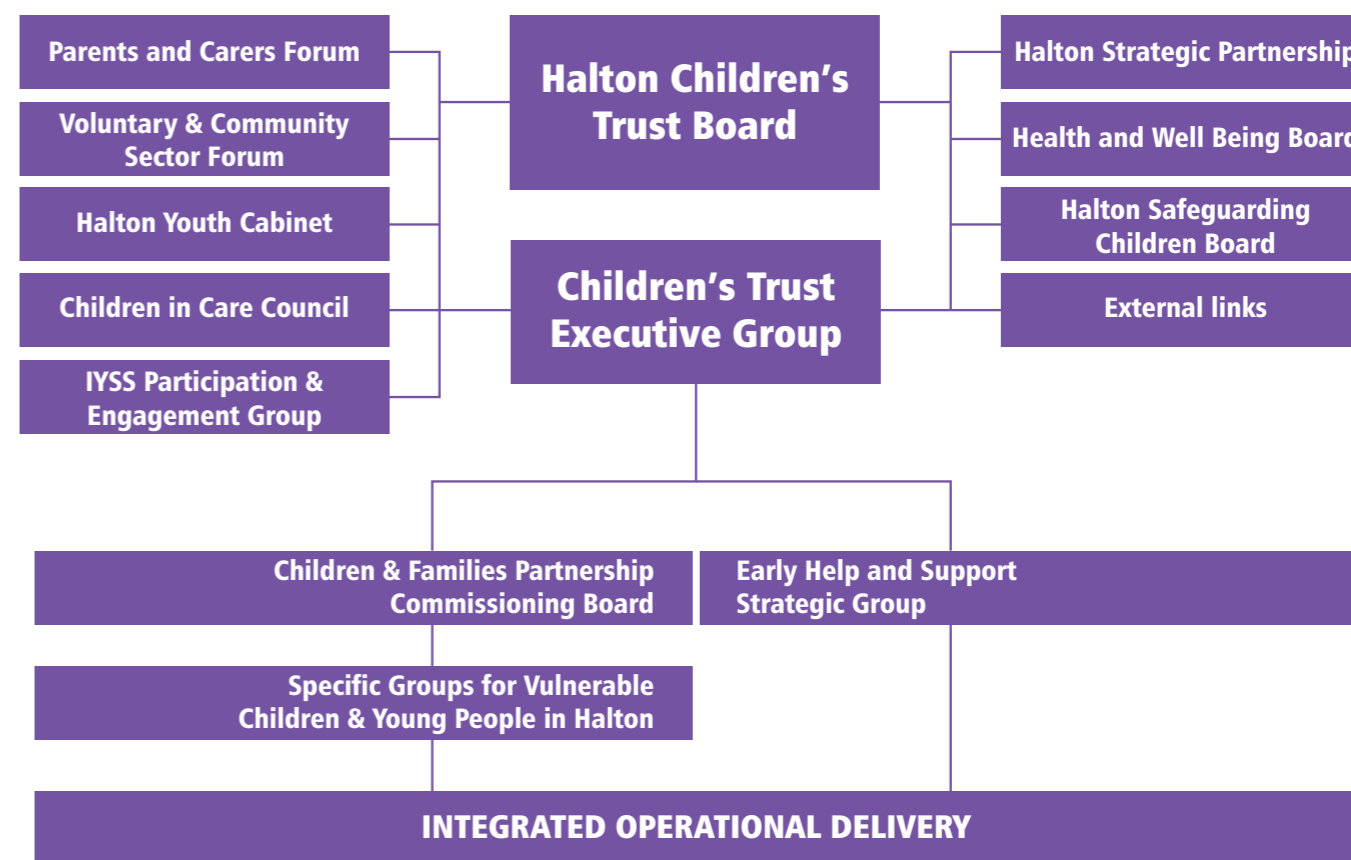 Parents and Carers Forum
Voluntary & Community
Sector Forum
Halton Youth Cabinet
Children in Care Council
IYSS Participation &
Engagement Group
Halton Children’s
Trust Board
Children’s Trust
Executive Group
Halton Strategic Partnership
Health and Well Being Board
Halton Safeguarding
Children Board
External links
Children & Families Partnership
Commissioning Board
Early Help and Support
Strategic Group
Specific Groups for Vulnerable
Children & Young People in Halton
INTEGRATED OPERATIONAL DELIVERY